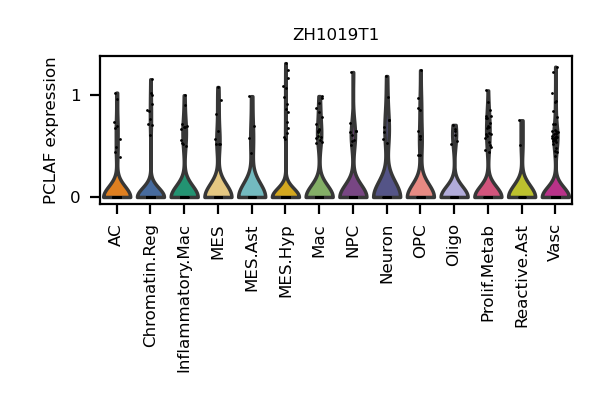 ZH1019T1
PCLAF expression
1
0
AC
Chromatin.Reg
Inflammatory.Mac
MES
MES.Ast
MES.Hyp
Mac
NPC
Neuron
OPC
Oligo
Prolif.Metab
Reactive.Ast
Vasc